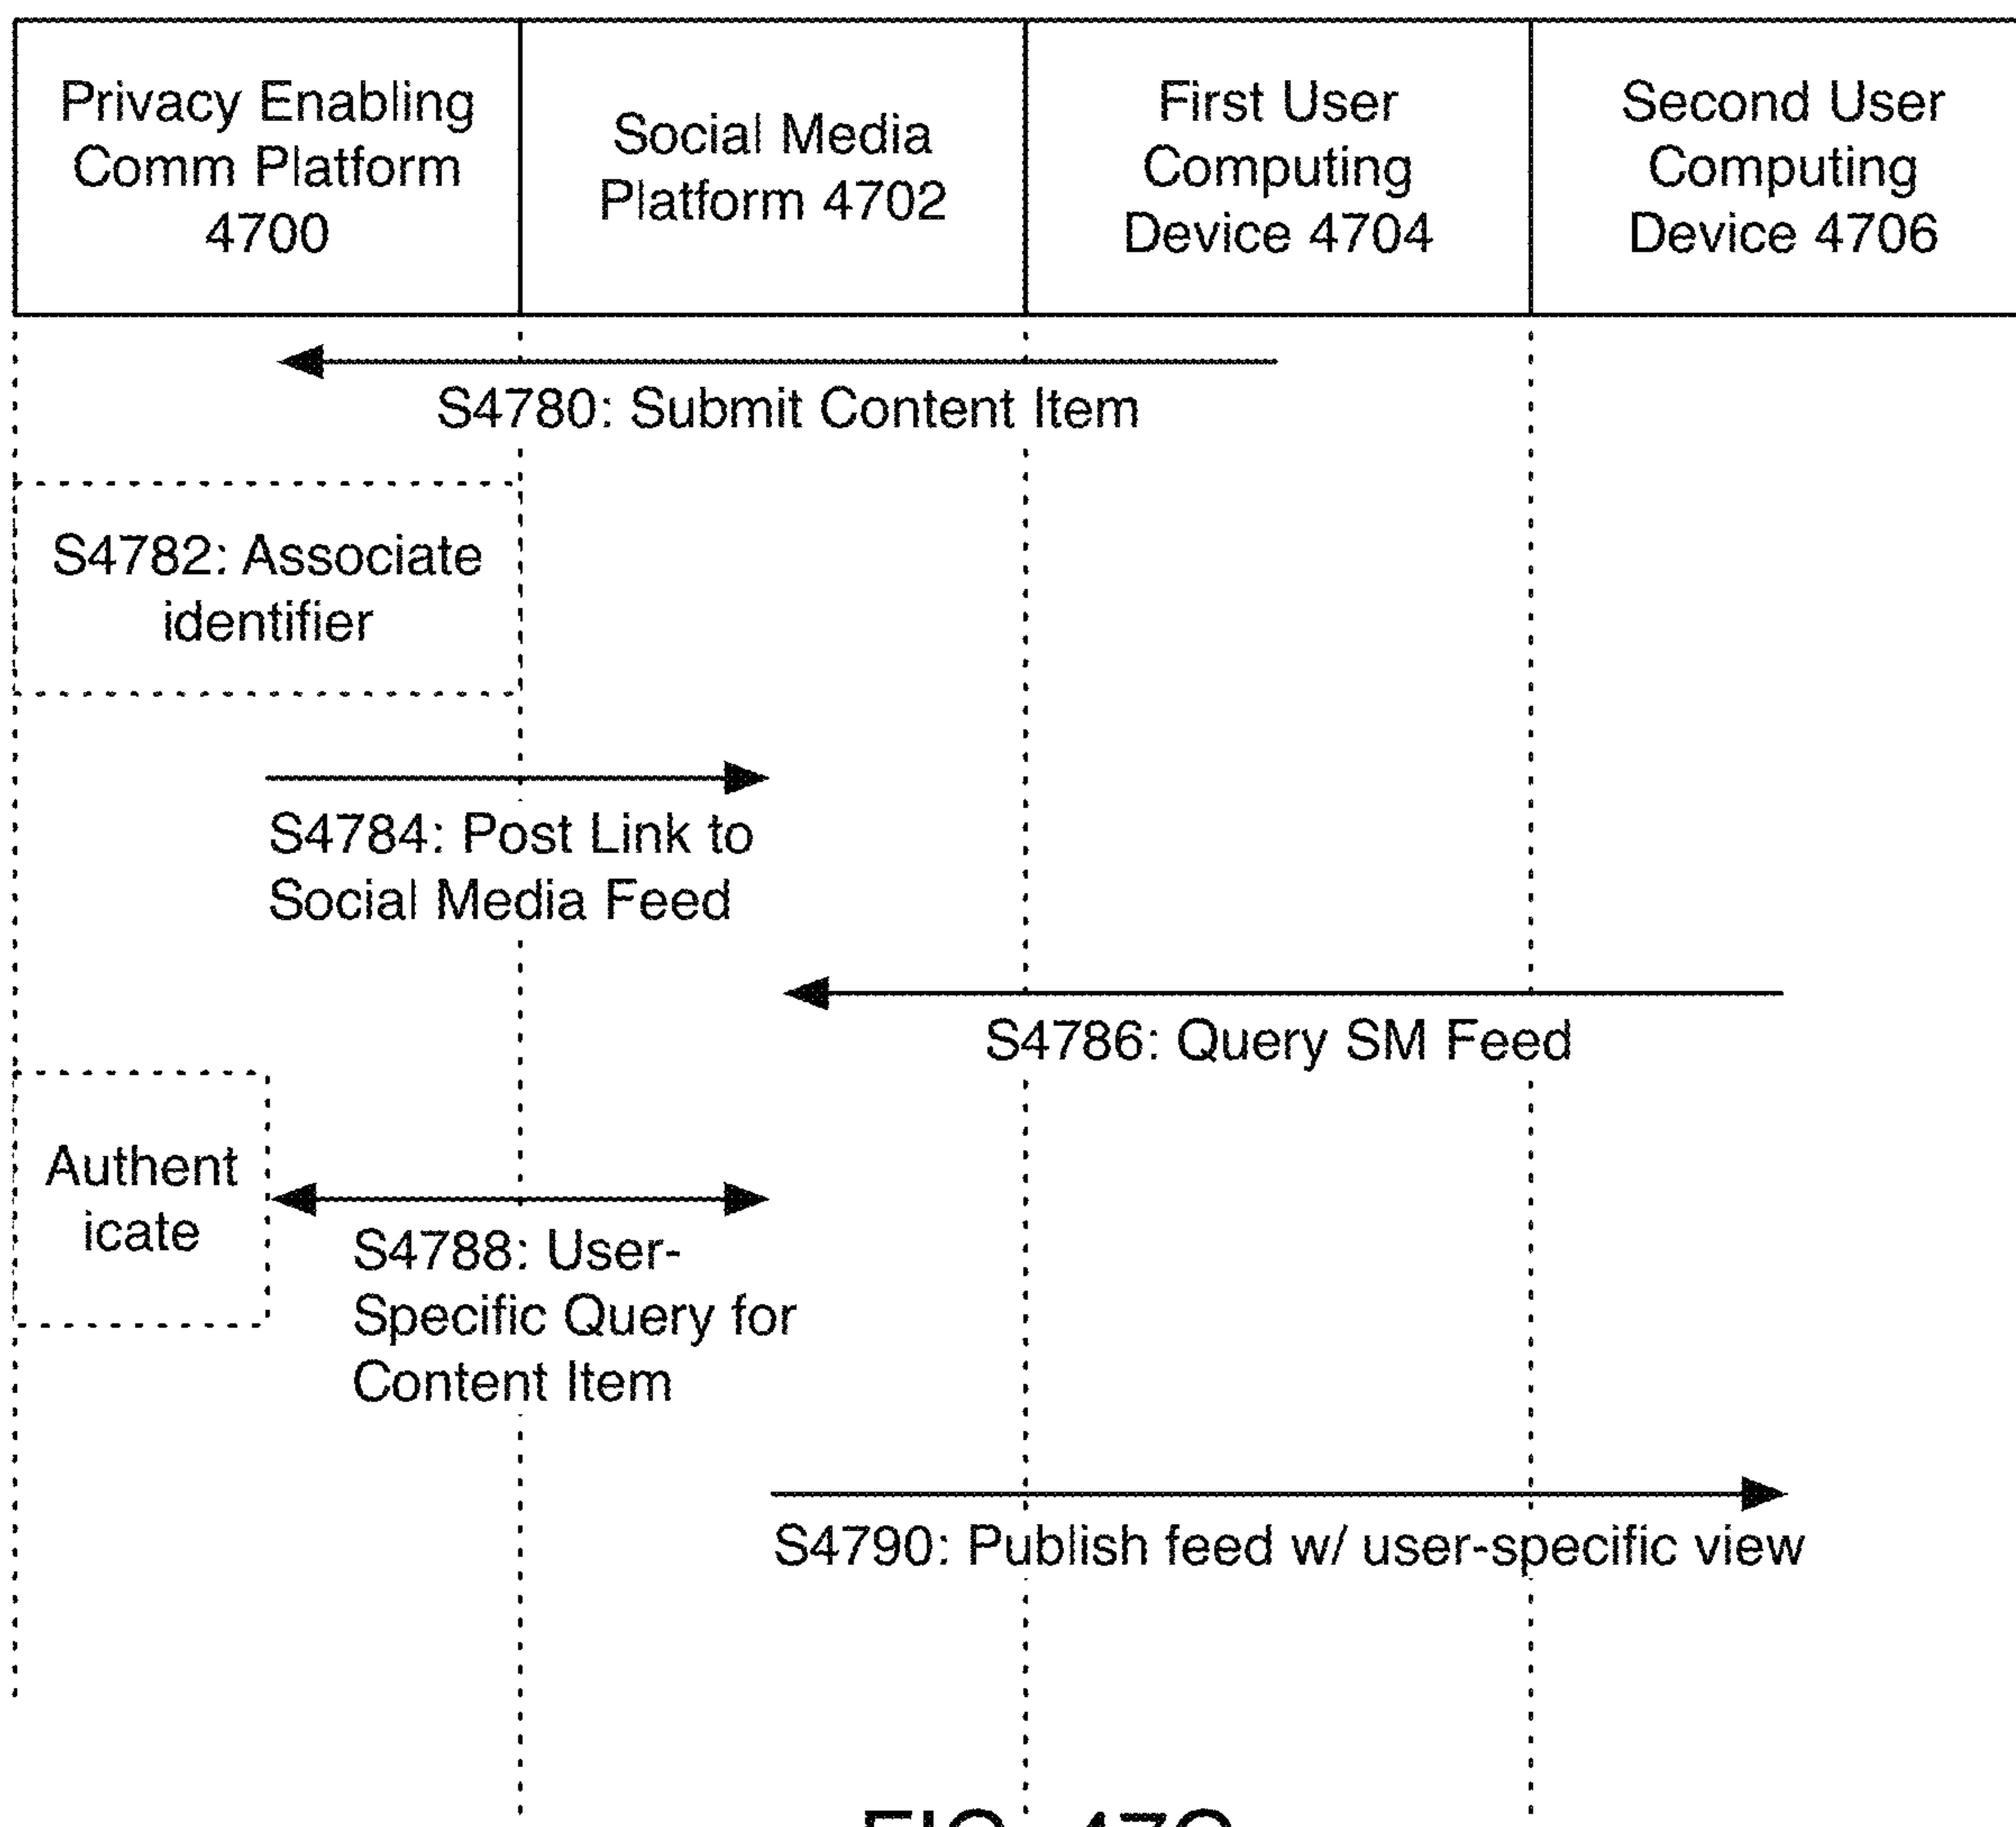 Privacy Enabling
Comm Platform
4700
Social Media
Platform 4702
First User
Computing
Device 4704
Second User
Computing
Device 4706
S4780: Submit Content Item
S4782: Associate
identifier
S4784: Post Link to
Social Media Feed
S4786: Query SM Feed
Authent
icate
S4788: User-
Specific Query for
Content Item
S4790: Publish feed w/ user-specific view